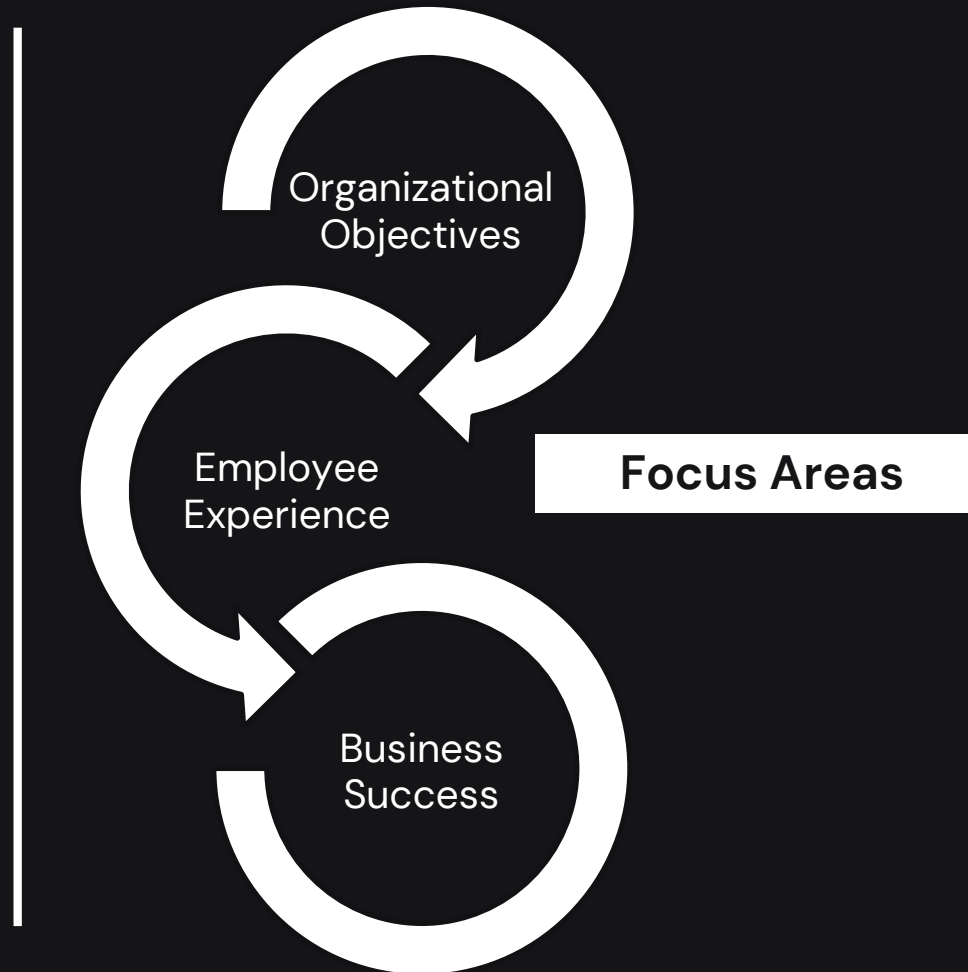 Organizational
Objectives
Employee
Experience
Focus Areas
Business
Success